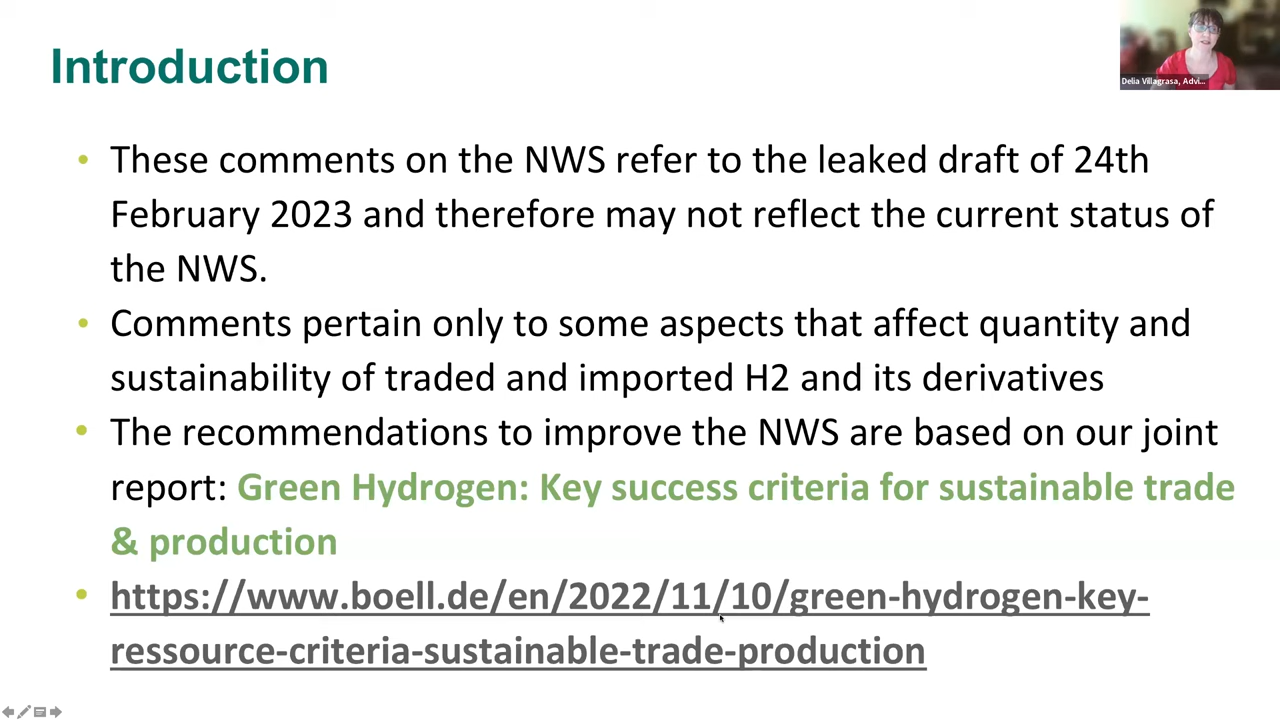 Introduction
Delia Villagrasa, Advi...
• These comments on the NWS refer to the leaked draft of 24th
February 2023 and therefore may not reflect the current status of
the NWS.
• Comments pertain only to some aspects that affect quantity and
sustainability of traded and imported H2 and its derivatives
• The recommendations to improve the NWS are based on our joint
report: Green Hydrogen: Key success criteria for sustainable trade
& production
• https://www.boell.de/en/2022/11/10/green-hydrogen-key-
ressource-criteria-sustainable-trade-production